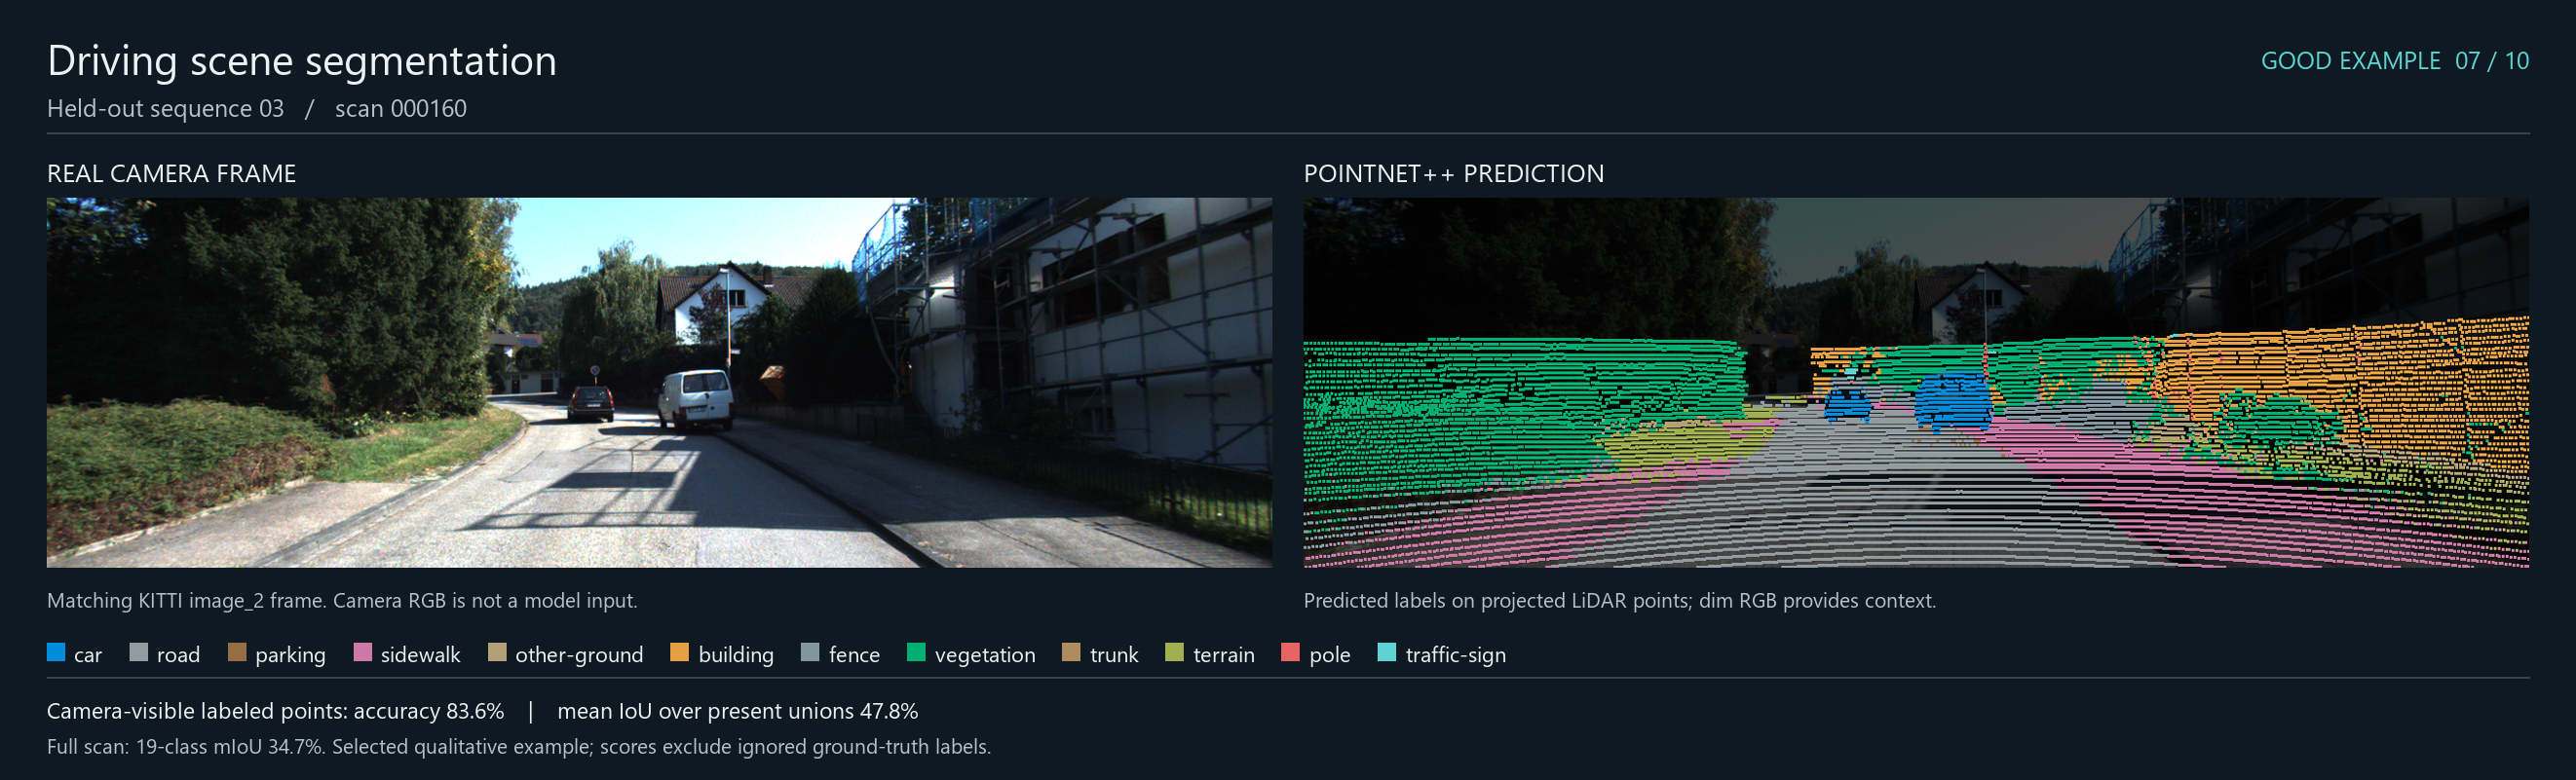 Driving scene segmentation
GOOD EXAMPLE 07 / 10
Held-out sequence 03 / scan 000160
REAL CAMERA FRAME
POINTNET++ PREDICTION
Matching KITTI image_2 frame. Camera RGB is not a model input.
Predicted labels on projected LiDAR points; dim RGB provides context.
car road parking sidewalk other-ground building fence vegetation trunk terrain pole traffic-sign
Camera-visible labeled points: accuracy 83.6% | mean IoU over present unions 47.8%
Full scan: 19-class mIoU 34.7%. Selected qualitative example; scores exclude ignored ground-truth labels.